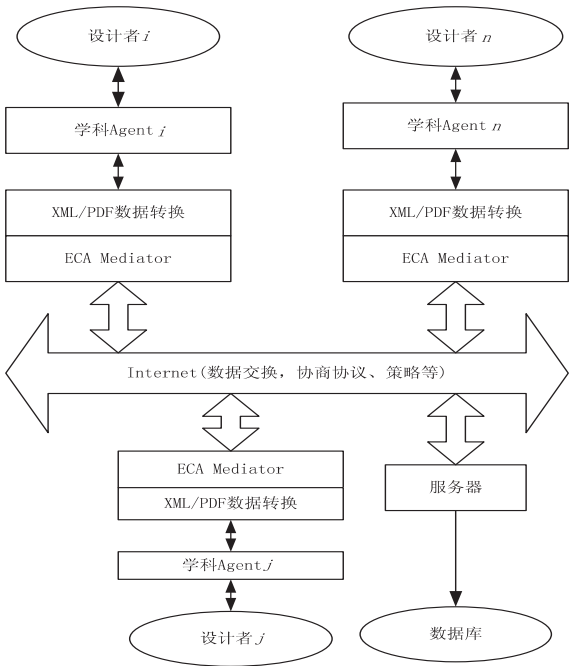 设计者i
设计者n
学科Agent i
学科Agent n
XML/PDF数据转换
XML/PDF数据转换
ECA Mediator
ECA Mediator
Internet(数据交换，协商协议、策略等)
ECA Mediator
服务器
XML/PDF数据转换
学科Agent j
设计者j
数据库